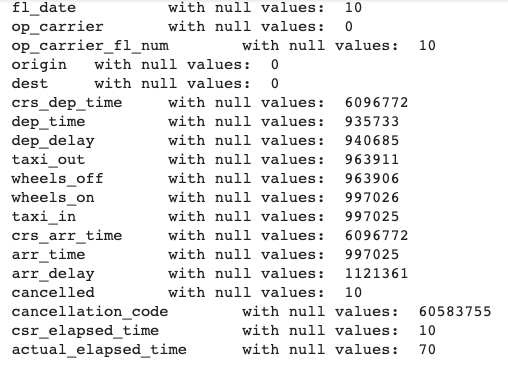 fl_date with null values: 10
op_carrier with null values: 0
op_carrier_fl_num with null values: 10
origin with null values: 0
dest with null values: 0
crs_dep_time with null values: 6096772
dep_time with null values: 935733
dep_delay with null values: 940685
taxi_out with null values: 963911
wheels_off with null values: 963906
wheels_on with null values: 997026
taxi_in with null values: 997025
crs_arr_time with null values: 6096772
arr_time with null values: 997025
arr_delay with null values: 1121361
cancelled with null values: 10
cancellation_code with null values: 60583755
csr_elapsed_time with null values: 10
actual_elapsed_time with null values: 70